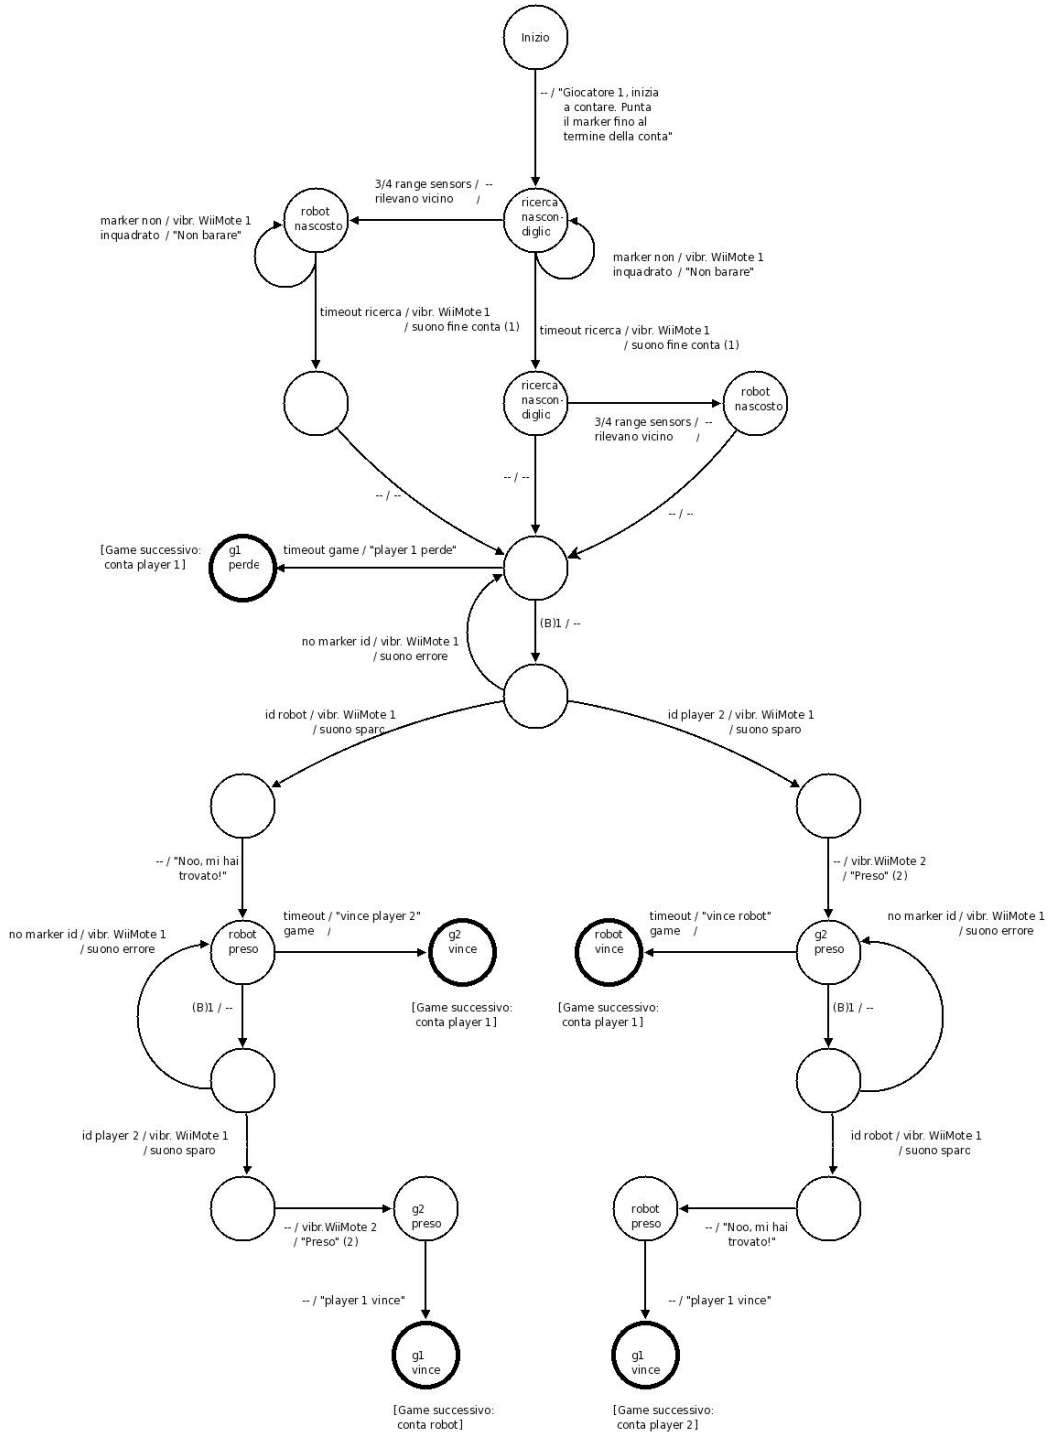 Inizio
-- / "Giocatore 1, inizia
a contare. Punta
il marker fino al
termine della conta"
3/4 range sensors / --
rilevano vicino /
robot
nascosto
ricerca
nascon-
diglio
marker non / vibr. WiiMote 1
inquadrato / "Non barare"
marker non / vibr. WiiMote 1
inquadrato / "Non barare"
timeout ricerca / vibr. WiiMote 1
/ suono fine conta (1)
timeout ricerca / vibr. WiiMote 1
/ suono fine conta (1)
ricerca
nascon-
diglio
robot
nascosto
3/4 range sensors / --
rilevano vicino /
-- / --
-- / --
-- / --
[Game successivo:
conta player 1]
g1
perde
timeout game / "player 1 perde"
(B)1 / --
no marker id / vibr. WiiMote 1
/ suono errore
id robot / vibr. WiiMote 1
/ suono sparo
id player 2 / vibr. WiiMote 1
/ suono sparo
-- / "Noo, mi hai
trovato!"
-- / vibr.WiiMote 2
/ "Preso" (2)
no marker id / vibr. WiiMote 1
/ suono errore
robot
preso
timeout / "vince player 2"
game /
g2
vince
robot
vince
timeout / "vince robot"
game /
g2
preso
no marker id / vibr. WiiMote 1
/ suono errore
(B)1 / --
[Game successivo:
conta player 1]
[Game successivo:
conta player 1]
(B)1 / --
id player 2 / vibr. WiiMote 1
/ suono sparo
id robot / vibr. WiiMote 1
/ suono sparo
g2
preso
-- / vibr.WiiMote 2
/ "Preso" (2)
robot
preso
-- / "Noo, mi hai
trovato!"
-- / "player 1 vince"
-- / "player 1 vince"
g1
vince
g1
vince
[Game successivo:
conta robot]
[Game successivo:
conta player 2]